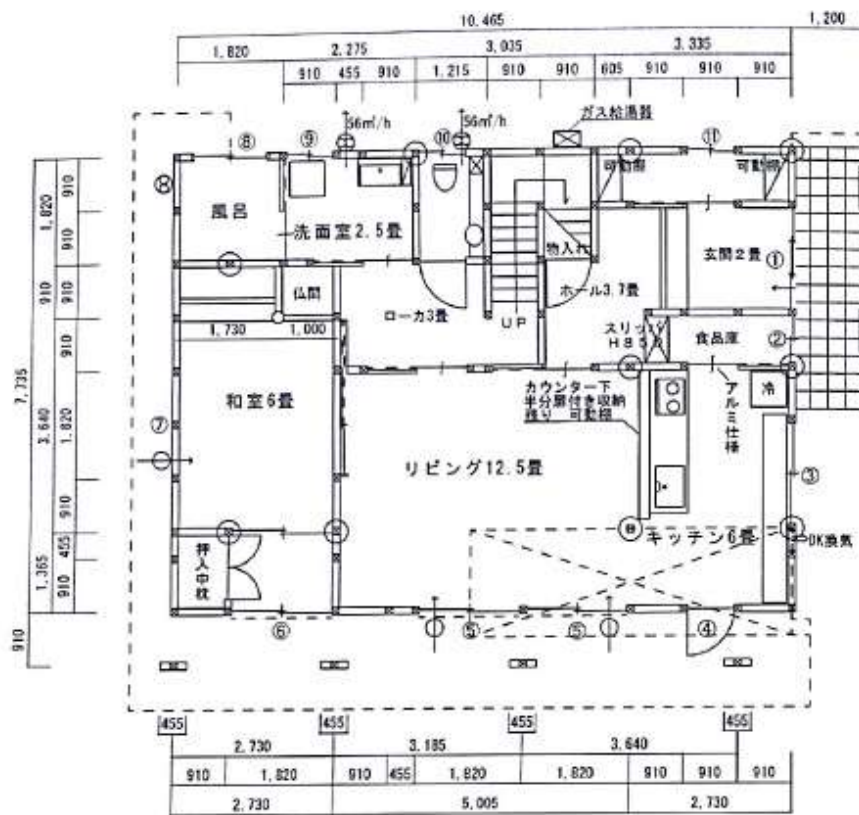 10.465
1,200
1,820
2,275
3,035
3,335
910
455
910
1,215
910
910
605
910
910
910
ガス給湯器
56㎥/h
56㎥/h
⑧
⑨
⑩
⑪
可動棚
可動棚
風呂
洗面室2.5畳
物入れ
玄関2畳
①
仏間
ローカ3畳
ホール3.7畳
UP
1,730
1,000
スリッパ
食品庫
②
カウンター下
半分扉付き収納
残り 可動棚
アルミ仕様
冷
和室6畳
⑦
リビング12.5畳
③
キッチン6畳
DK換気
押入中枕
⑥
⑤
⑤
④
7,735
1,820
910
3,640
1,365
910
910
910
910
910
1,820
910
455
910
455
455
455
455
2,730
3,185
3,640
910
1,820
910
455
1,820
1,820
910
910
910
2,730
5,005
2,730